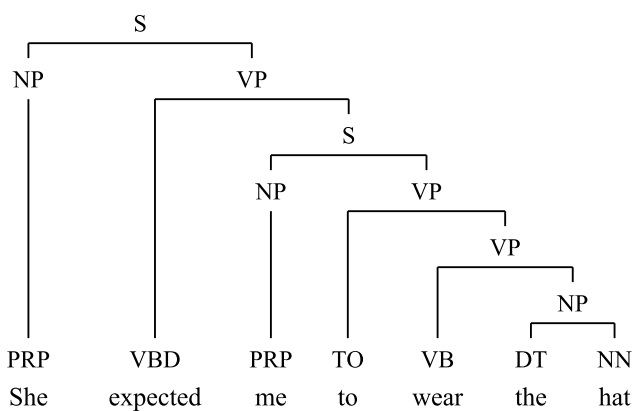 S
NP VP
S
NP VP
VP
NP
PRP VBD PRP TO VB DT NN
She expected me to wear the hat